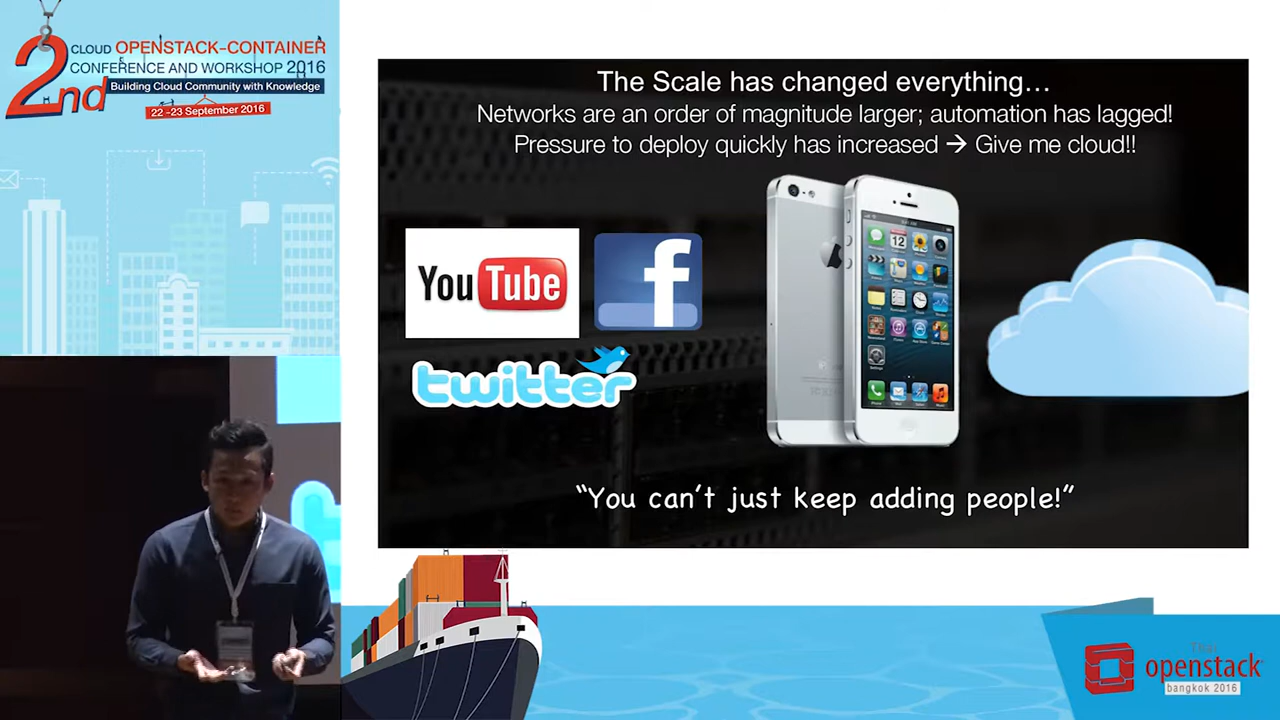 2nd
CLOUD OPENSTACK-CONTAINER
CONFERENCE AND WORKSHOP 2016
Building Cloud Community with Knowledge
22-23 September 2016
The Scale has changed everything...
Networks are an order of magnitude larger; automation has lagged!
Pressure to deploy quickly has increased → Give me cloud!!
YouTube
f
twitter
“You can’t just keep adding people!”
Thai
openstack
bangkok 2016